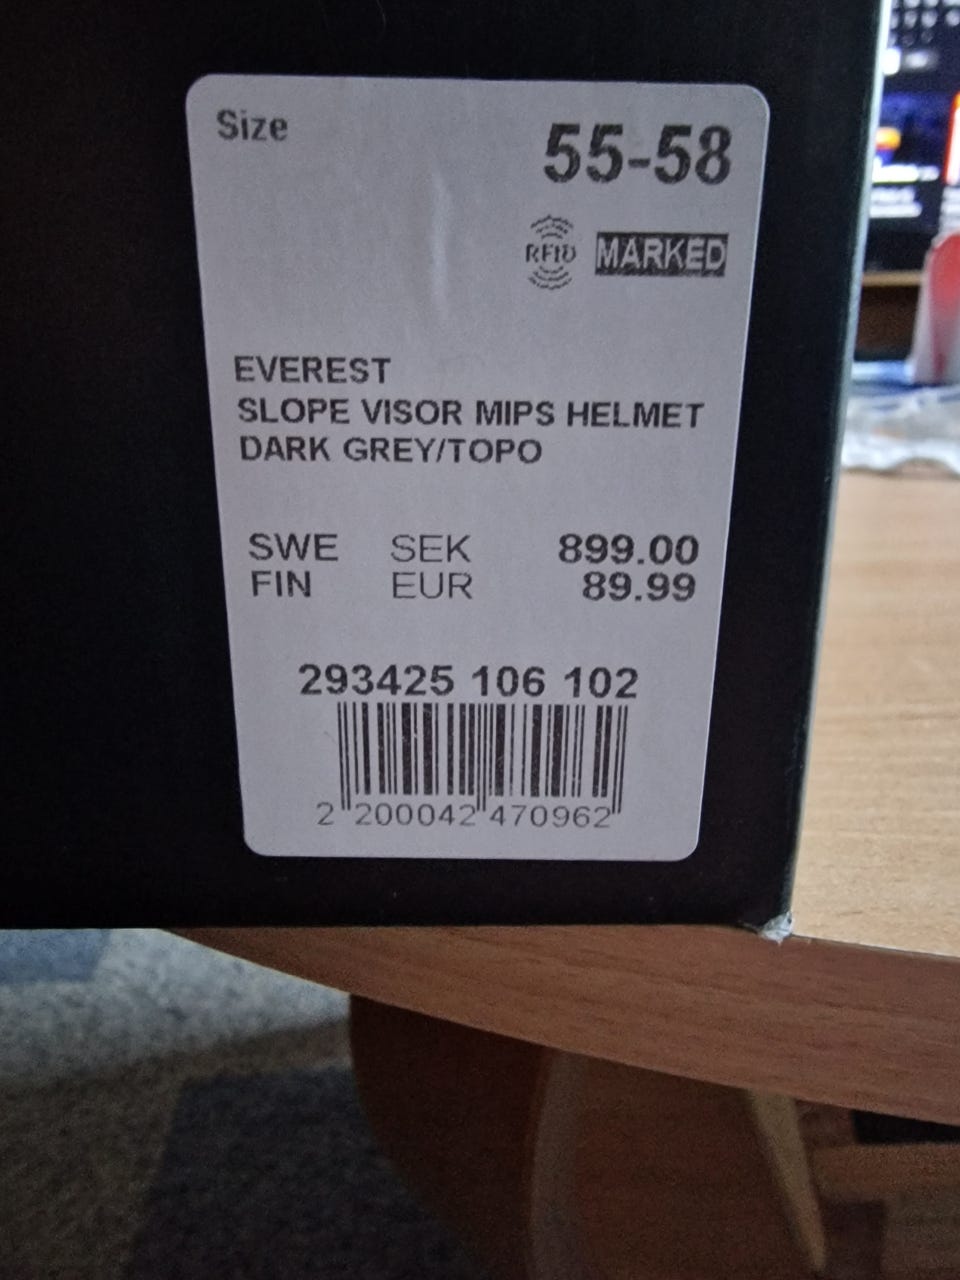 Size 55-58
RFID MARKED
EVEREST
SLOPE VISOR MIPS HELMET
DARK GREY/TOPO
SWE SEK 899.00
FIN EUR 89.99
293425 106 102
2 200042 470962